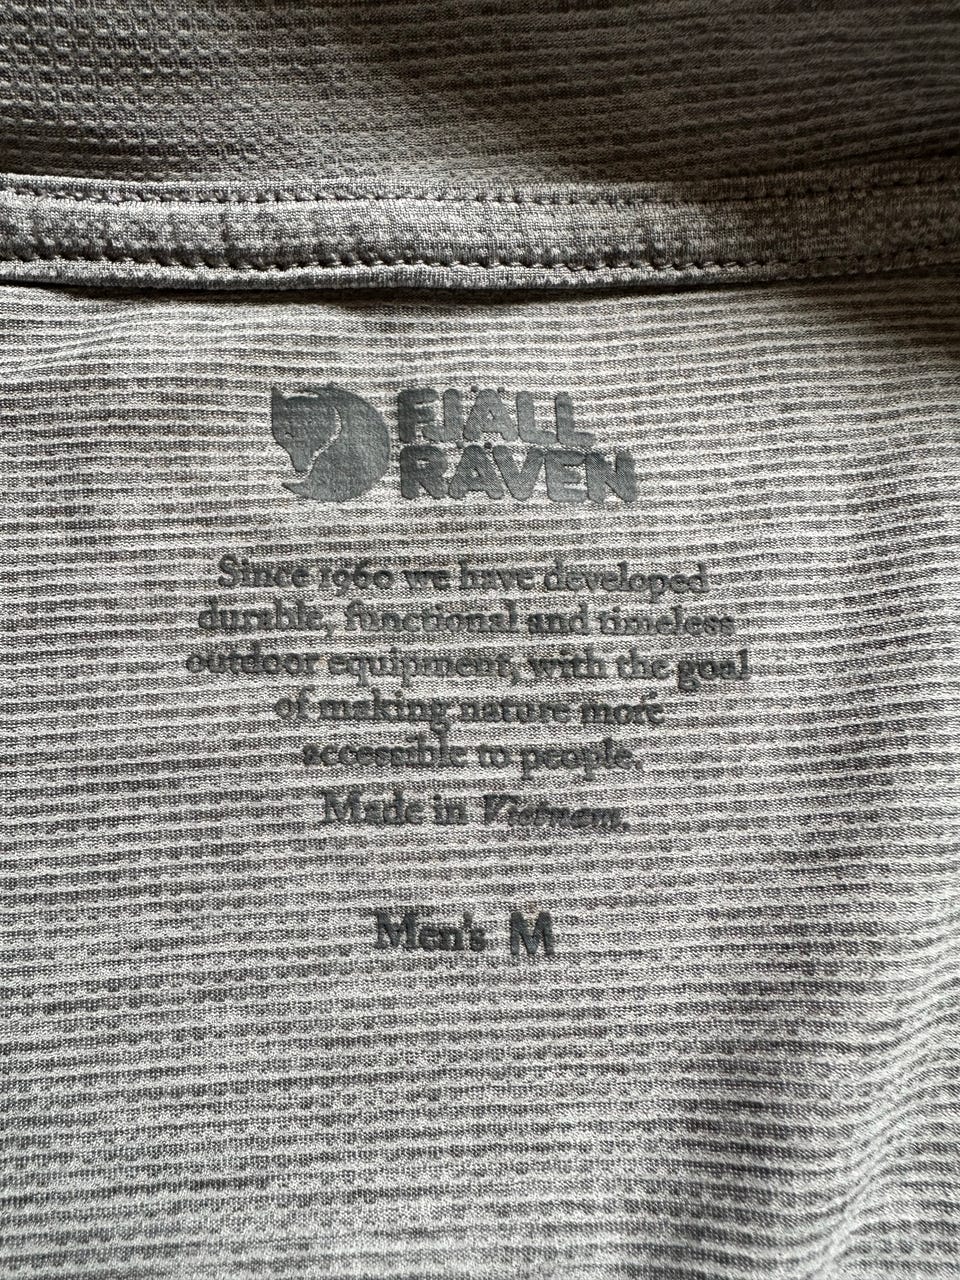 FJÄLL
RÄVEN
Since 1960 we have developed
durable, functional and timeless
outdoor equipment, with the goal
of making nature more
accessible to people.
Made in Vietnam.
Men's M